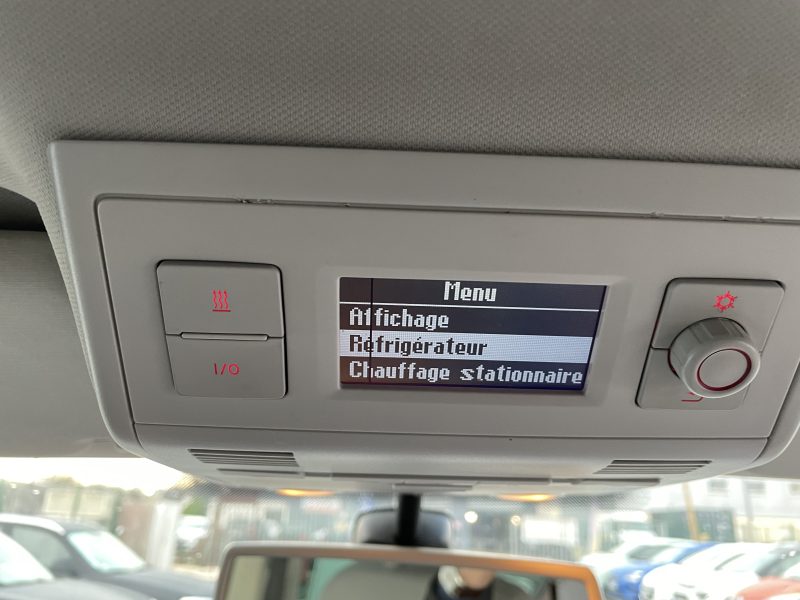 Menu
Affichage
Réfrigérateur
Chauffage stationnaire
I/O